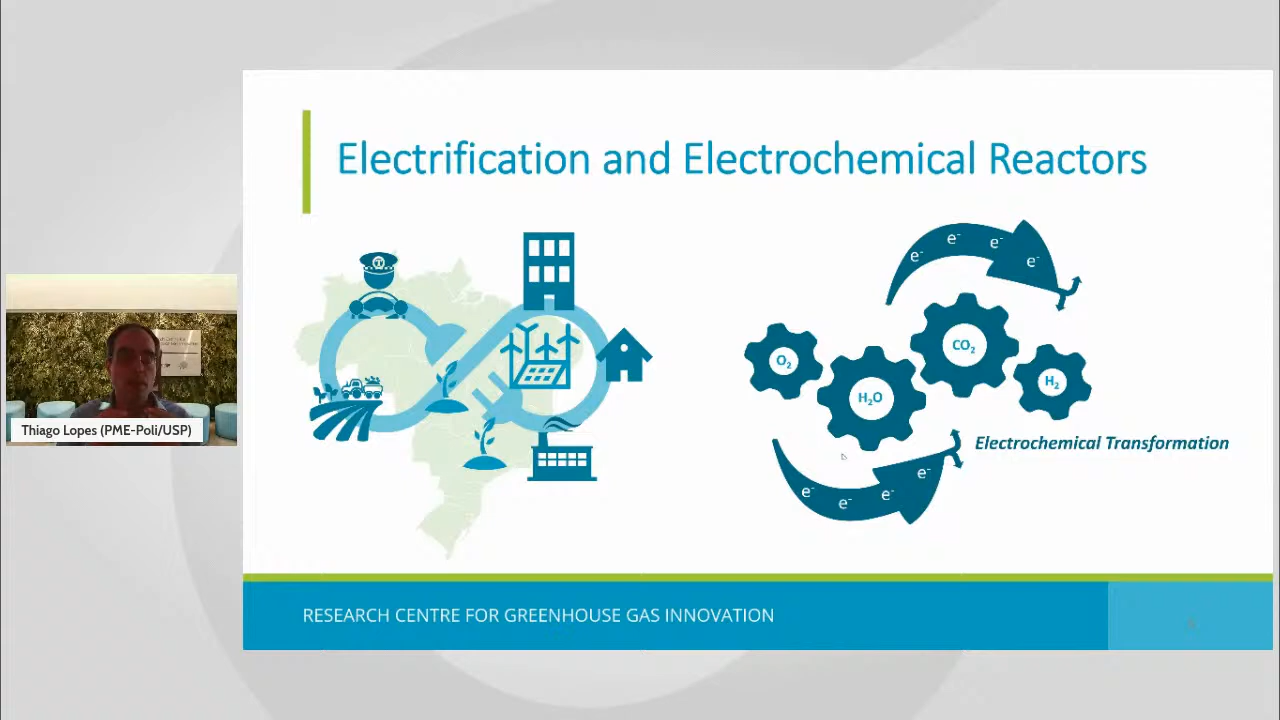 Electrification and Electrochemical Reactors
e-
e-
e-
e-
O2
CO2
H2O
H2
Electrochemical Transformation
e-
e-
e-
e-
Thiago Lopes (PME-Poli/USP)
RESEARCH CENTRE FOR GREENHOUSE GAS INNOVATION